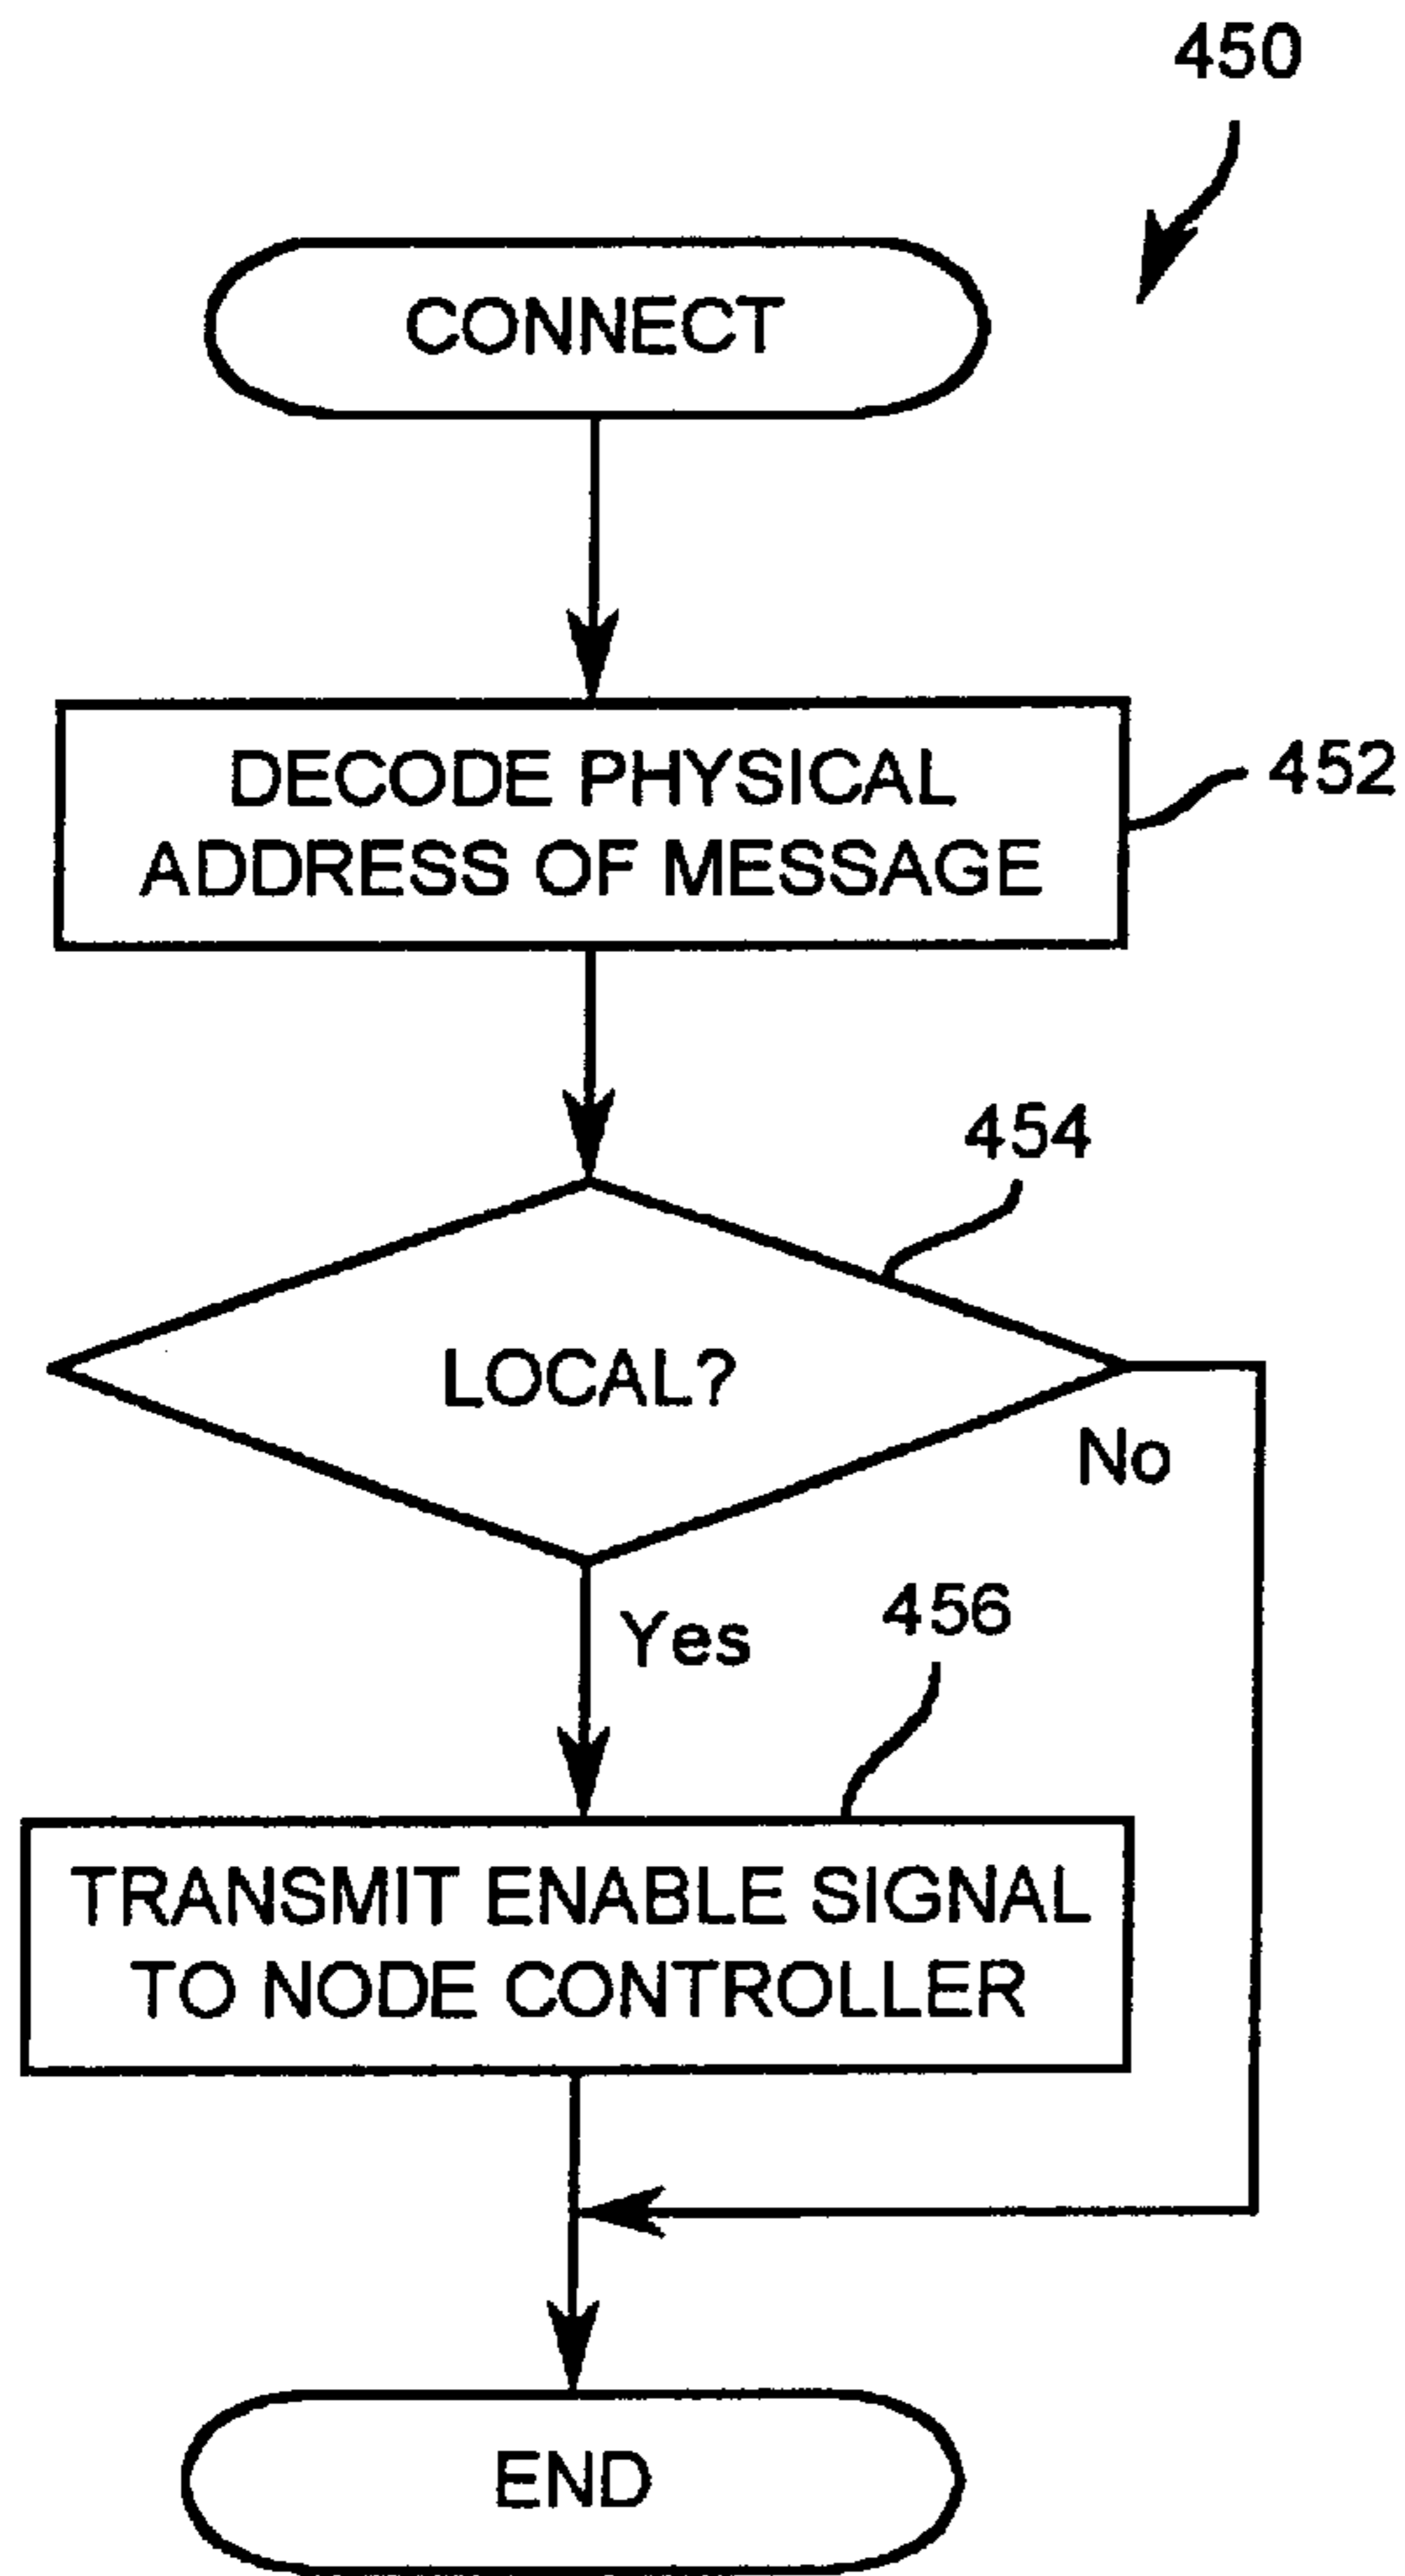 450
CONNECT
DECODE PHYSICAL
ADDRESS OF MESSAGE
452
454
LOCAL?
No
Yes
456
TRANSMIT ENABLE SIGNAL
TO NODE CONTROLLER
END